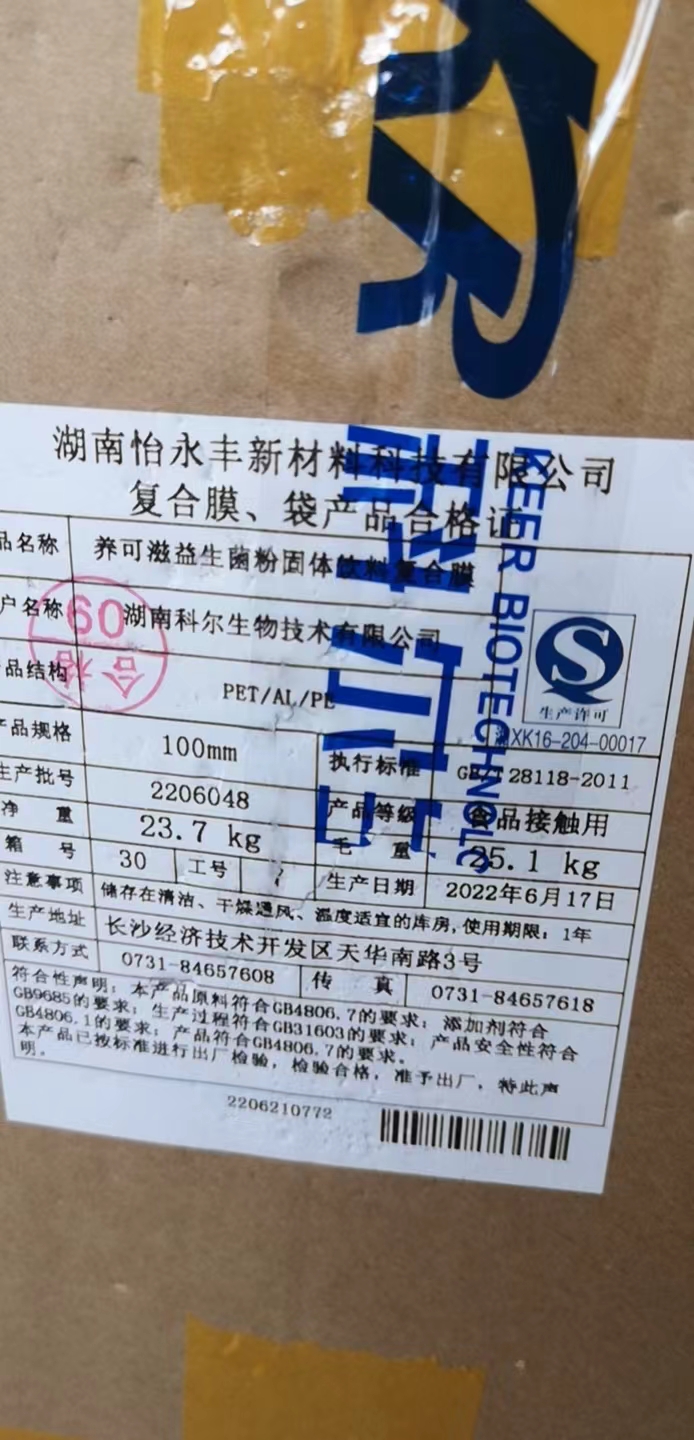 KR
湖南怡永丰新材料科技有限公司
复合膜、袋产品合格证
品名称 养可滋益生菌粉固体饮料复合膜
户名称 湖南科尔生物技术有限公司
品结构 PET/AL/PE
产品规格 100mm 执行标准 GB/T 28118-2011
生产批号 2206048 产品等级 食品接触用
净 重 23.7 kg 毛 重 25.1 kg
箱 号 30 工号 生产日期 2022年6月17日
注意事项 储存在清洁、干燥通风、温度适宜的库房,使用期限：1年
生产地址 长沙经济技术开发区天华南路3号
联系方式 0731-84657608 传 真 0731-84657618
符合性声明：本产品原料符合GB4806.7的要求；添加剂符合
GB9685的要求；生产过程符合GB31603的要求；产品安全性符合
GB4806.1的要求；产品符合GB4806.7的要求。
本产品已按标准进行出厂检验，检验合格，准予出厂，特此声
明。
2206210772
09
合格
S
生产许可
湘XK16-204-00017
科尔
KEER BIOTECHNOLO